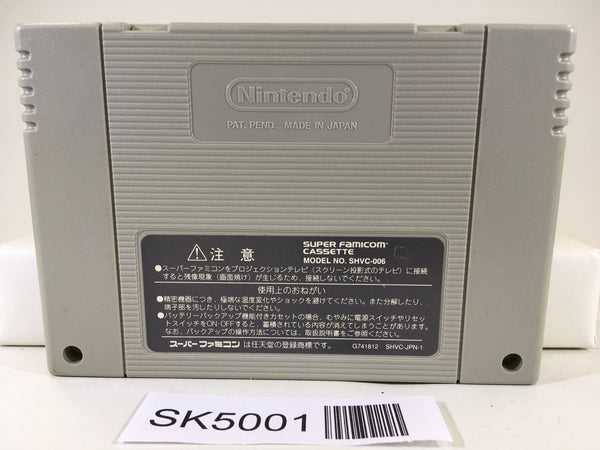 Nintendo
PAT. PEND. MADE IN JAPAN
⚠注意
SUPER FAMICOM
CASSETTE
MODEL NO. SHVC-006
●スーパーファミコンをプロジェクションテレビ（スクリーン投影式のテレビ）に接続
すると残像現象（画面焼け）が生じるため、接続しないでください。
使用上のおねがい
●精密機器につき、極端な温度変化やショックを避けてください。また分解したり、
端子部を汚したりしないでください。
●バッテリーバックアップ機能付きカセットの場合、むやみに電源スイッチやリセッ
トスイッチをON・OFFすると、蓄積されている内容が消えてしまうことがあります。
なお、バックアップの操作方法については、取扱説明書をご参照ください。
スーパーファミコンは任天堂の登録商標です。 G741812 SHVC-JPN-1
SK5001